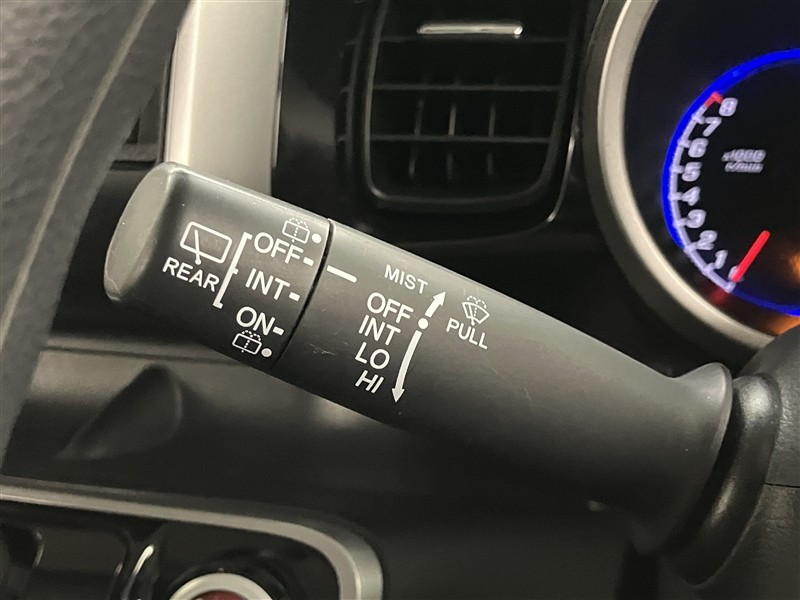 REAR
OFF
INT
ON
MIST
OFF
INT
LO
HI
PULL
8
7
6
5
4
3
2
1
x1000
r/min